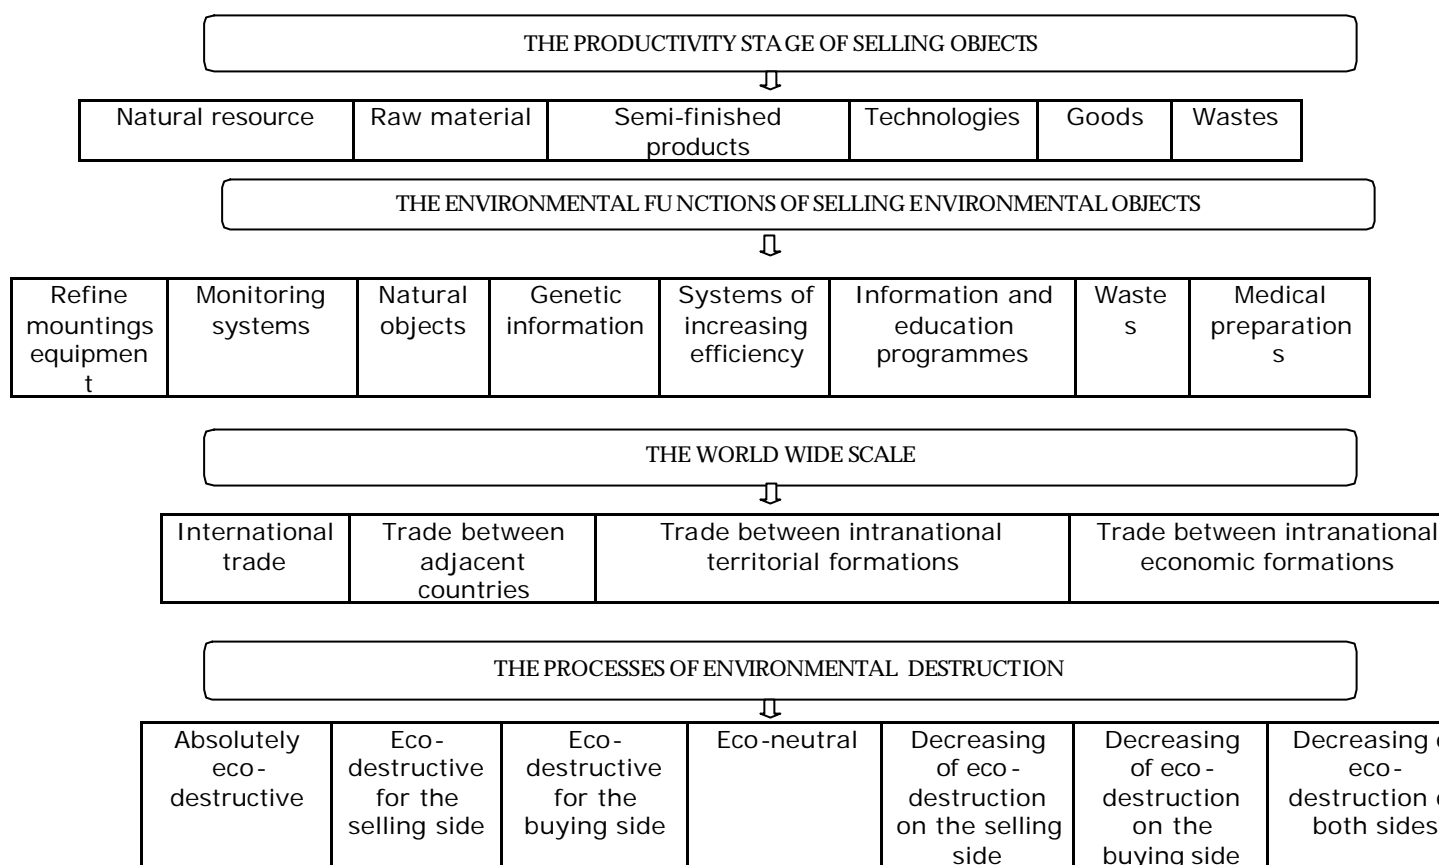 THE PRODUCTIVITY STAGE OF SELLING OBJECTS
Natural resource
Raw material
Semi-finished
products
Technologies
Goods
Wastes
THE ENVIRONMENTAL FUNCTIONS OF SELLING ENVIRONMENTAL OBJECTS
Refine
mountings
equipmen
t
Monitoring
systems
Natural
objects
Genetic
information
Systems of
increasing
efficiency
Information and
education
programmes
Waste
s
Medical
preparation
s
THE WORLD WIDE SCALE
International
trade
Trade between
adjacent
countries
Trade between intranational
territorial formations
Trade between intranational
economic formations
THE PROCESSES OF ENVIRONMENTAL DESTRUCTION
Absolutely
eco-
destructive
Eco-
destructive
for the
selling side
Eco-
destructive
for the
buying side
Eco-neutral
Decreasing
of eco-
destruction
on the selling
side
Decreasing
of eco-
destruction
on the
buying side
Decreasing
eco-
destruction
both sides